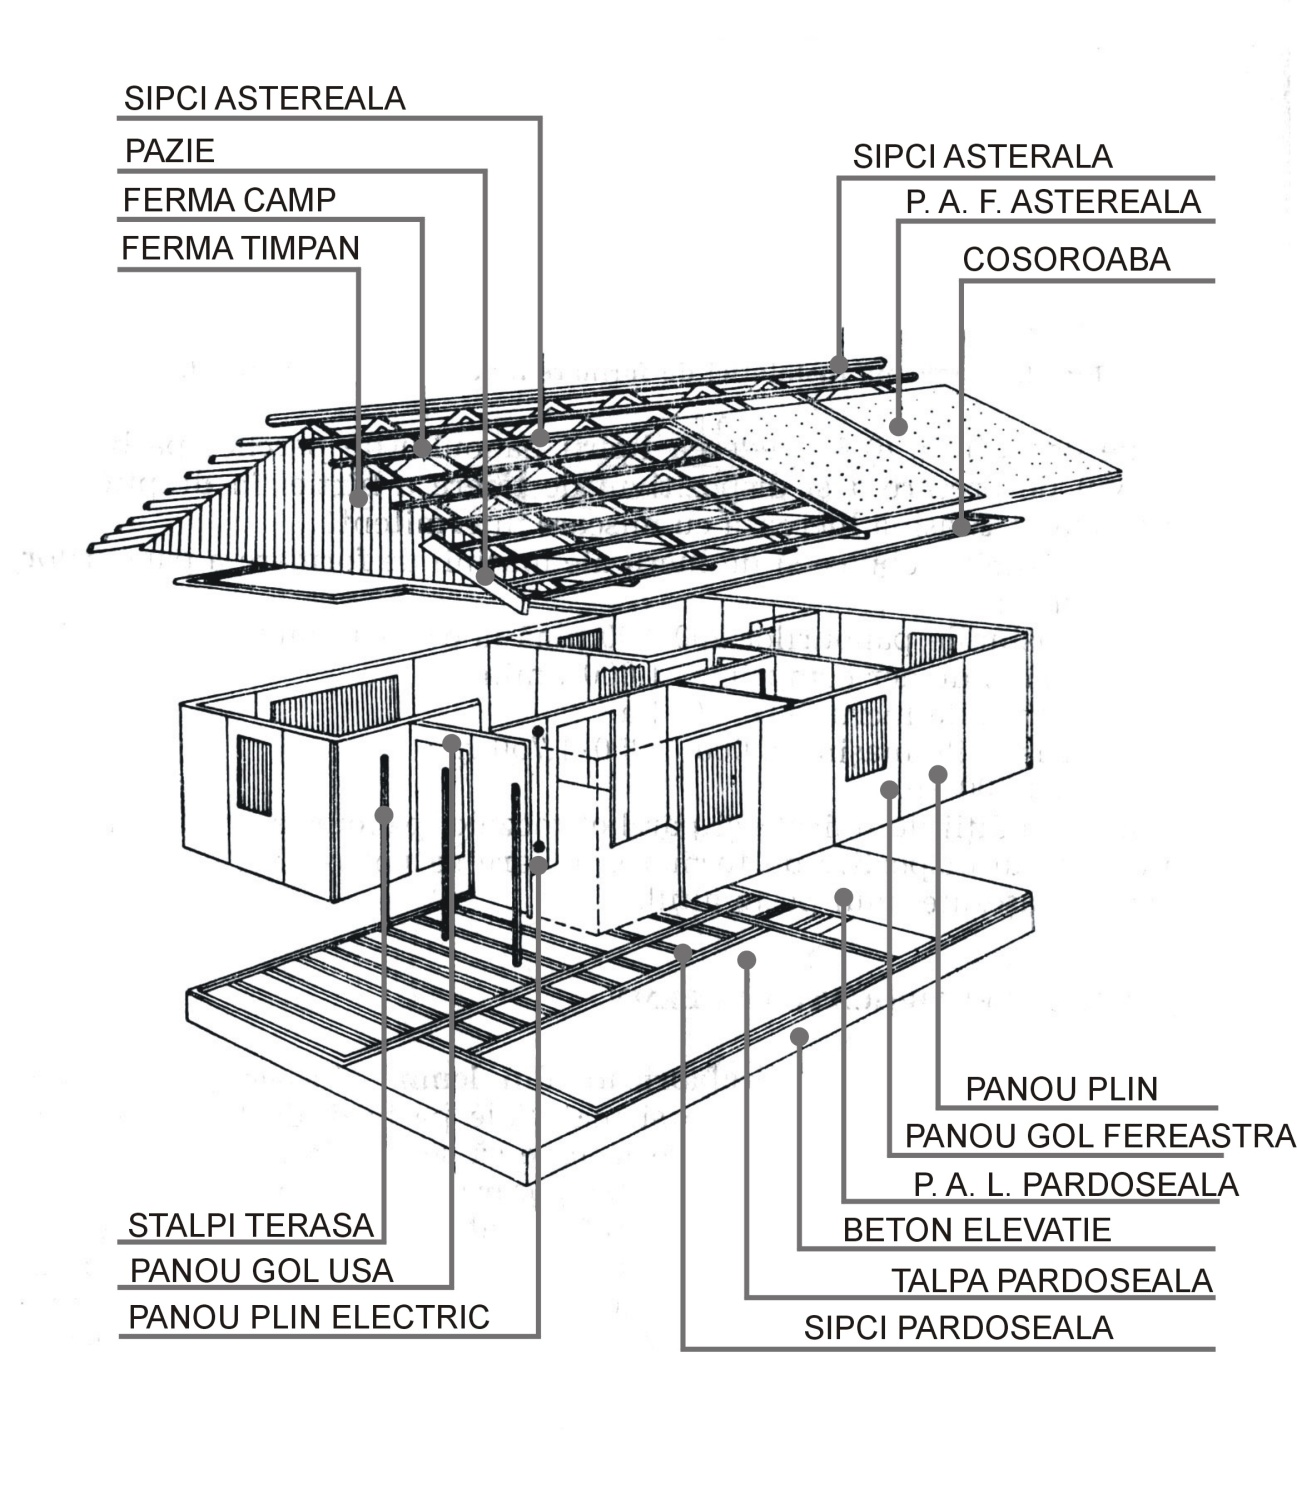 SIPCI ASTEREALA
PAZIE
FERMA CAMP
FERMA TIMPAN
SIPCI ASTERALA
P. A. F. ASTEREALA
COSOROABA
STALPI TERASA
PANOU GOL USA
PANOU PLIN ELECTRIC
PANOU PLIN
PANOU GOL FEREASTRA
P. A. L. PARDOSEALA
BETON ELEVATIE
TALPA PARDOSEALA
SIPCI PARDOSEALA